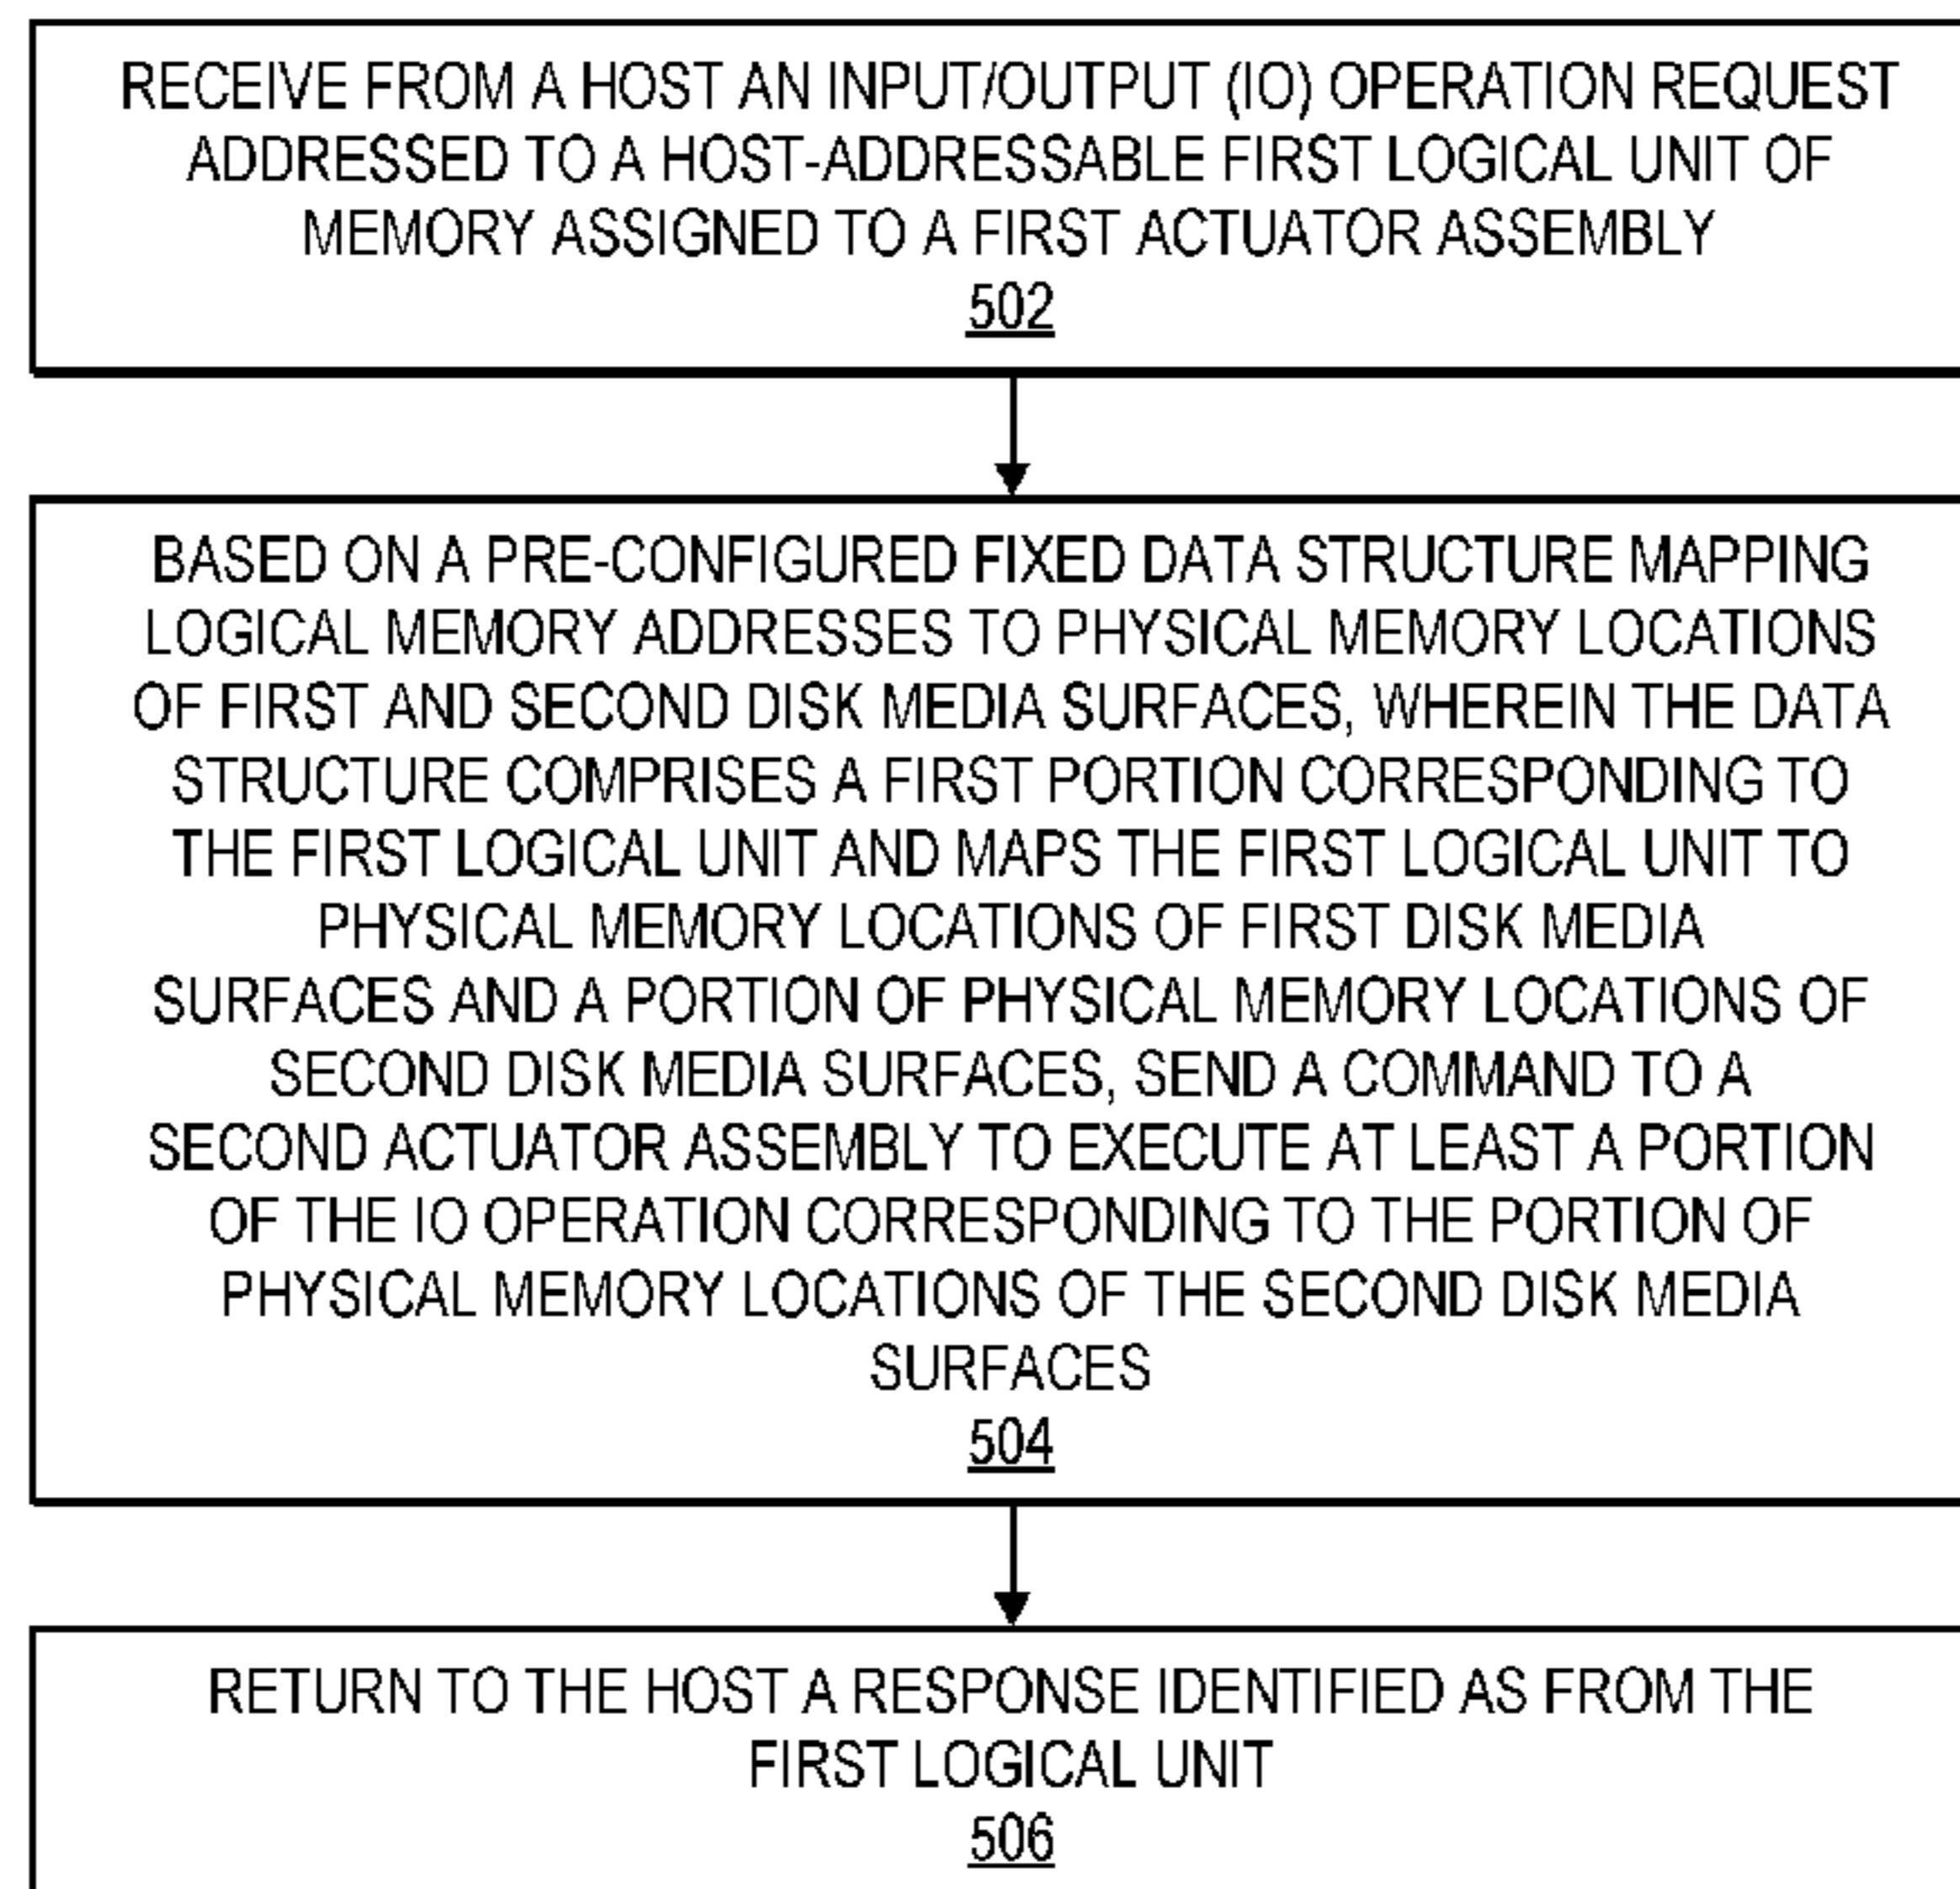 RECEIVE FROM A HOST AN INPUT/OUTPUT (IO) OPERATION REQUEST
ADDRESSED TO A HOST-ADDRESSABLE FIRST LOGICAL UNIT OF
MEMORY ASSIGNED TO A FIRST ACTUATOR ASSEMBLY
502
BASED ON A PRE-CONFIGURED FIXED DATA STRUCTURE MAPPING
LOGICAL MEMORY ADDRESSES TO PHYSICAL MEMORY LOCATIONS
OF FIRST AND SECOND DISK MEDIA SURFACES, WHEREIN THE DATA
STRUCTURE COMPRISES A FIRST PORTION CORRESPONDING TO
THE FIRST LOGICAL UNIT AND MAPS THE FIRST LOGICAL UNIT TO
PHYSICAL MEMORY LOCATIONS OF FIRST DISK MEDIA
SURFACES AND A PORTION OF PHYSICAL MEMORY LOCATIONS OF
SECOND DISK MEDIA SURFACES, SEND A COMMAND TO A
SECOND ACTUATOR ASSEMBLY TO EXECUTE AT LEAST A PORTION
OF THE IO OPERATION CORRESPONDING TO THE PORTION OF
PHYSICAL MEMORY LOCATIONS OF THE SECOND DISK MEDIA
SURFACES
504
RETURN TO THE HOST A RESPONSE IDENTIFIED AS FROM THE
FIRST LOGICAL UNIT
506